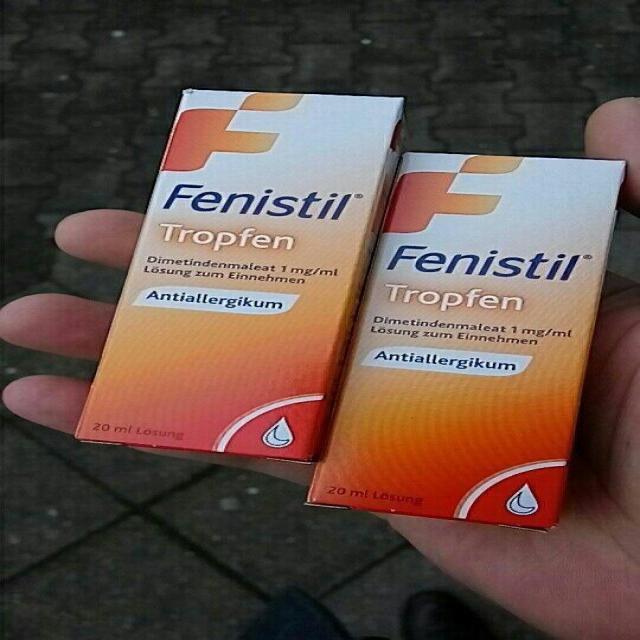 Fenistil®
Tropfen
Dimetindenmaleat 1 mg/ml
Lösung zum Einnehmen
Antiallergikum
20 ml Lösung
Fenistil®
Tropfen
Dimetindenmaleat 1 mg/ml
Lösung zum Einnehmen
Antiallergikum
20 ml Lösung